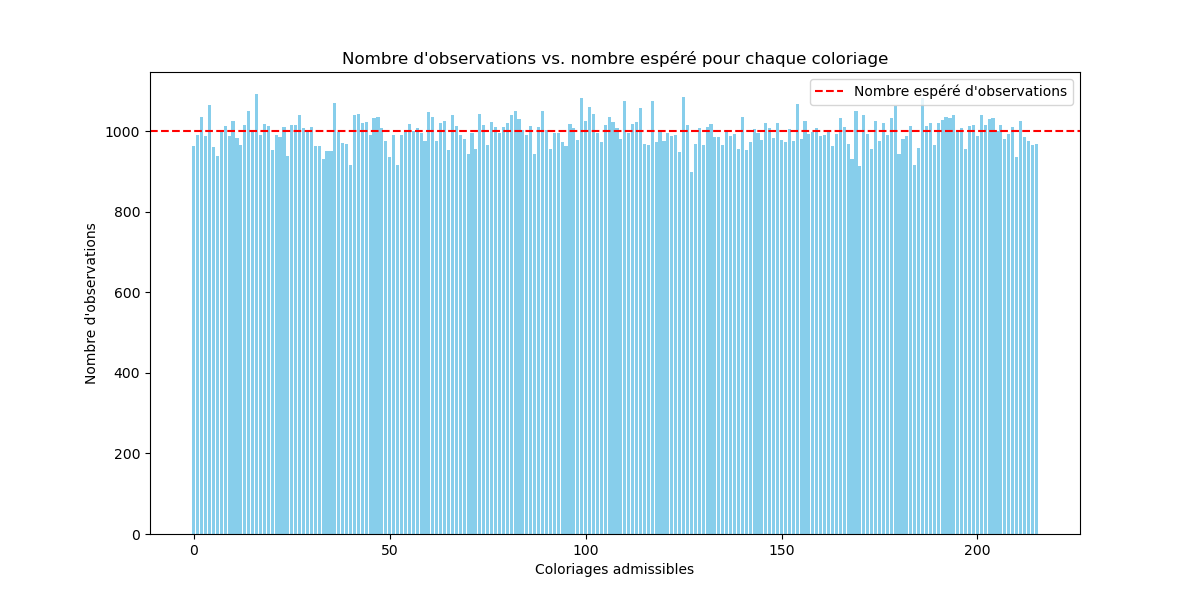 Nombre d'observations vs. nombre espéré pour chaque coloriage
Nombre espéré d'observations
Nombre d'observations
1000
800
600
400
200
0
0 50 100 150 200
Coloriages admissibles